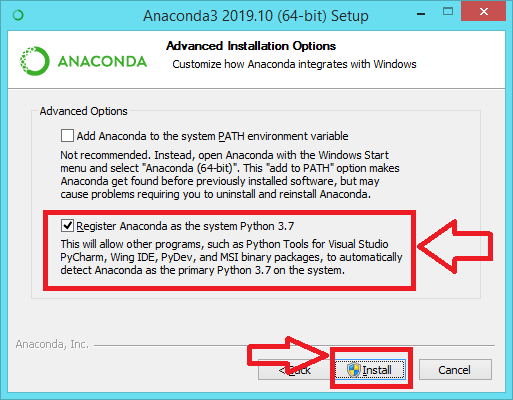 Anaconda3 2019.10 (64-bit) Setup
ANACONDA
Advanced Installation Options
Customize how Anaconda integrates with Windows
Advanced Options
Add Anaconda to the system PATH environment variable
Not recommended. Instead, open Anaconda with the Windows Start
menu and select "Anaconda (64-bit)". This "add to PATH" option makes
Anaconda get found before previously installed software, but may
cause problems requiring you to uninstall and reinstall Anaconda.
Register Anaconda as the system Python 3.7
This will allow other programs, such as Python Tools for Visual Studio
PyCharm, Wing IDE, PyDev, and MSI binary packages, to automatically
detect Anaconda as the primary Python 3.7 on the system.
Anaconda, Inc.
Install
Cancel